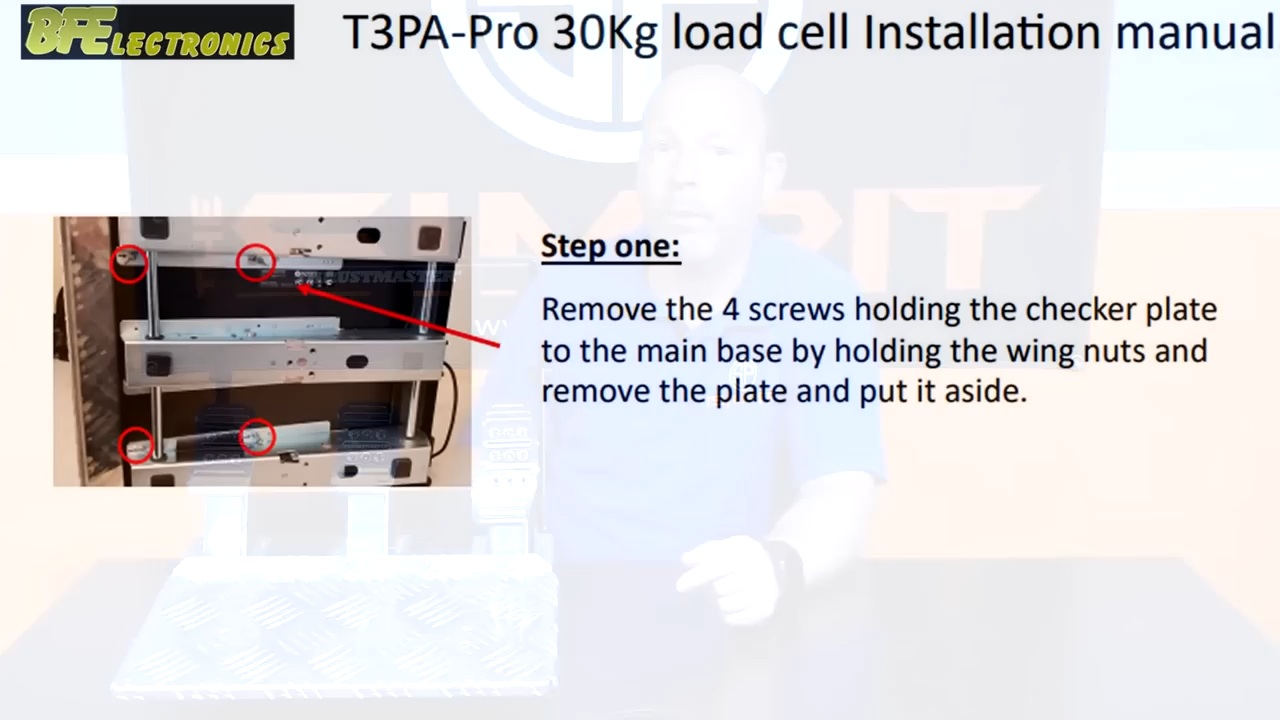 BFELECTRONICS
T3PA-Pro 30Kg load cell Installation manual
SIMPIT
Step one:
Remove the 4 screws holding the checker plate
to the main base by holding the wing nuts and
remove the plate and put it aside.